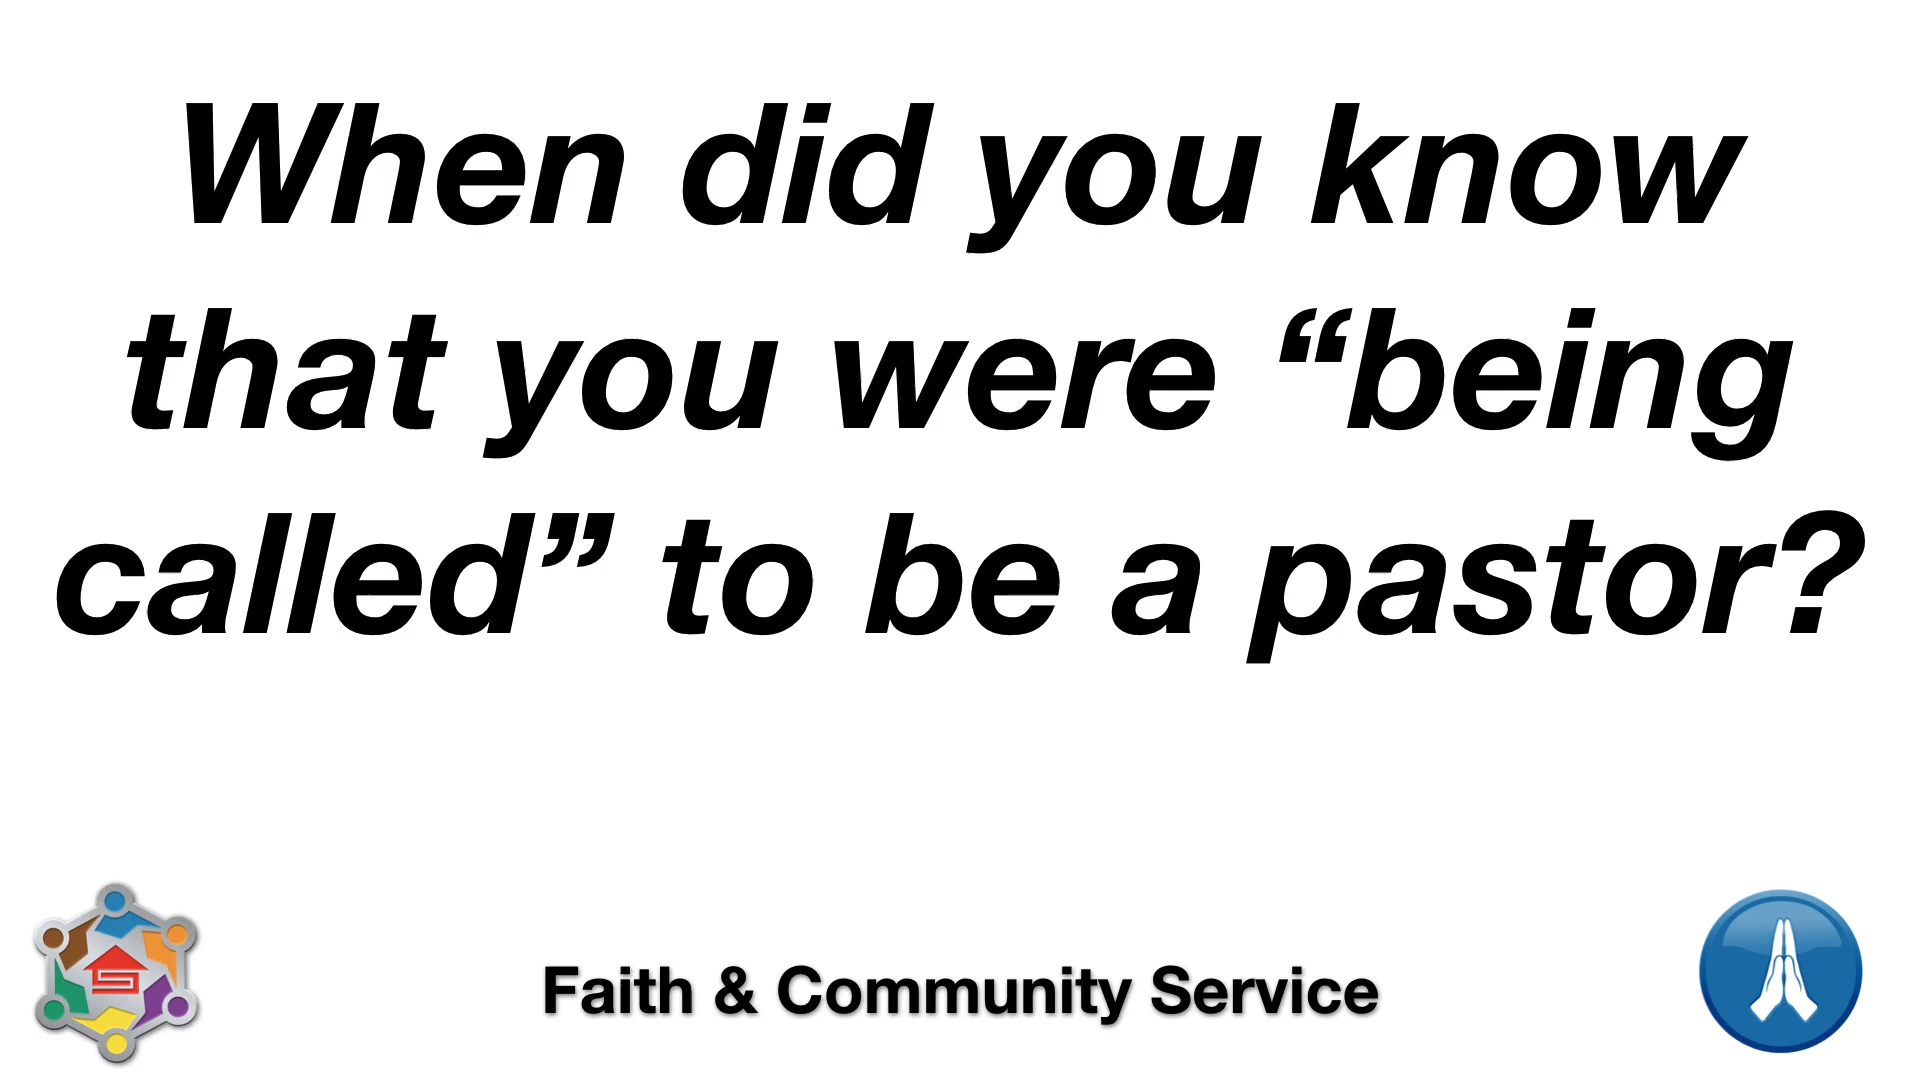 When did you know
that you were “being
called” to be a pastor?
Faith & Community Service